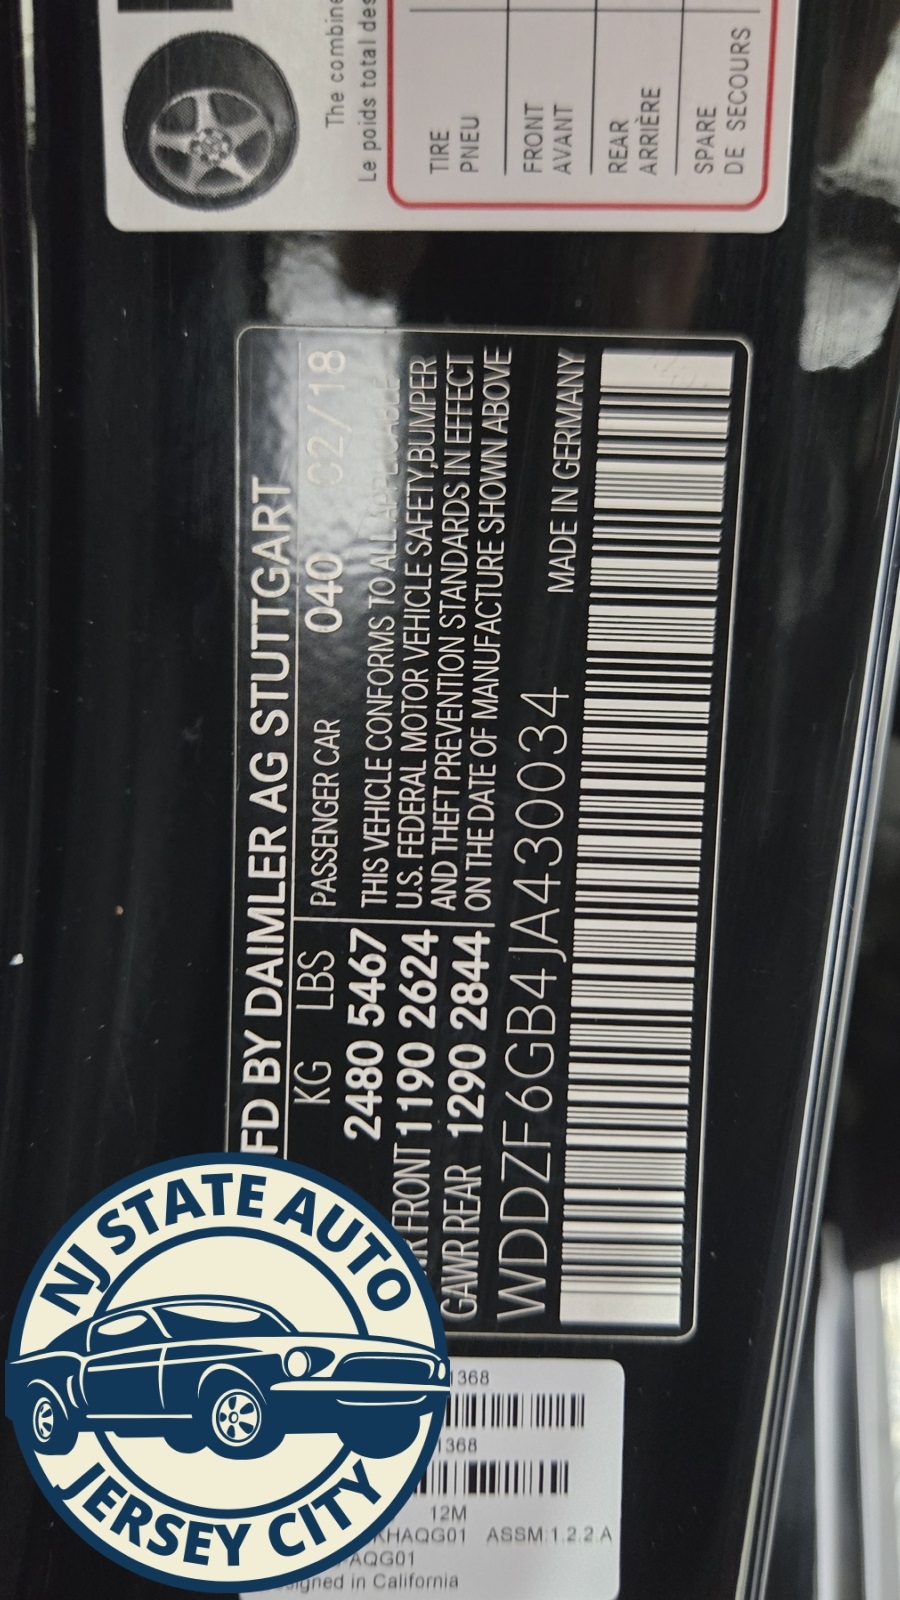 The combine
Le poids total des
TIRE
PNEU
FRONT
AVANT
REAR
ARRIÈRE
SPARE
DE SECOURS
FD BY DAIMLER AG STUTTGART
KG LBS
PASSENGER CAR 040 02/18
2480 5467
FRONT 1190 2624
GAWR REAR 1290 2844
THIS VEHICLE CONFORMS TO ALL APPLICABLE
U.S. FEDERAL MOTOR VEHICLE SAFETY,BUMPER
AND THEFT PREVENTION STANDARDS IN EFFECT
ON THE DATE OF MANUFACTURE SHOWN ABOVE
WDDZF6GB4JA430034
MADE IN GERMANY
1368
1368
12M
KHAQG01 ASSM:1.2.2.A
AQG01
signed in California
NJ STATE AUTO
JERSEY CITY